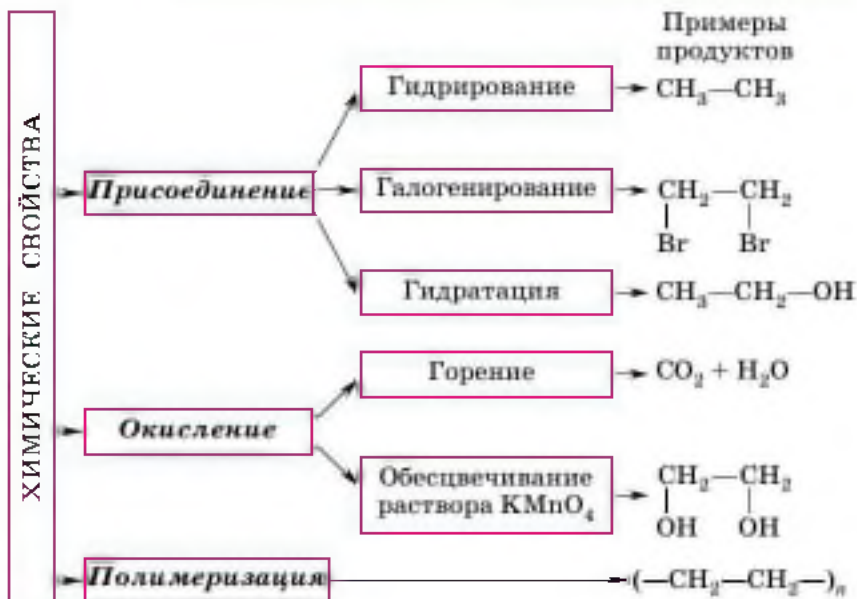 Примеры
продуктов
ХИМИЧЕСКИЕ СВОЙСТВА
Присоединение
Гидрирование
CH₃—CH₃
Галогенирование
CH₂—CH₂
Br Br
Гидратация
CH₃—CH₂—OH
Окисление
Горение
CO₂ + H₂O
Обесцвечивание
раствора KMnO₄
CH₂—CH₂
OH OH
Полимеризация
(—CH₂—CH₂—)ₙ